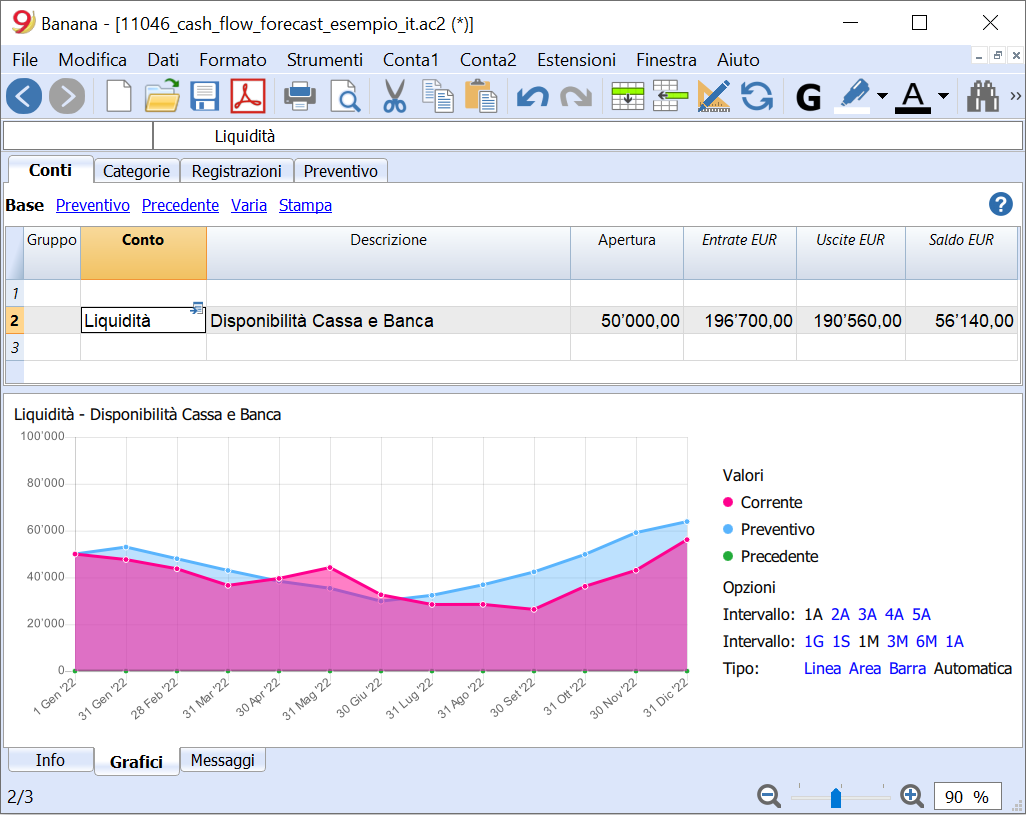 Banana - [11046_cash_flow_forecast_esempio_it.ac2 (*)]
File Modifica Dati Formato Strumenti Conta1 Conta2 Estensioni Finestra Aiuto
G A »
Liquidità
Conti Categorie Registrazioni Preventivo
Base Preventivo Precedente Varia Stampa ?
Gruppo Conto Descrizione Apertura Entrate EUR Uscite EUR Saldo EUR
1
2 Liquidità Disponibilità Cassa e Banca 50’000,00 196’700,00 190’560,00 56’140,00
3
Liquidità - Disponibilità Cassa e Banca
100’000
80’000
60’000
40’000
20’000
0
1 Gen '22 31 Gen '22 28 Feb '22 31 Mar '22 30 Apr '22 31 Mag '22 30 Giu '22 31 Lug '22 31 Ago '22 30 Set '22 31 Ott '22 30 Nov '22 31 Dic '22
Valori
Corrente
Preventivo
Precedente
Opzioni
Intervallo: 1A 2A 3A 4A 5A
Intervallo: 1G 1S 1M 3M 6M 1A
Tipo: Linea Area Barra Automatica
Info Grafici Messaggi
2/3 90 %